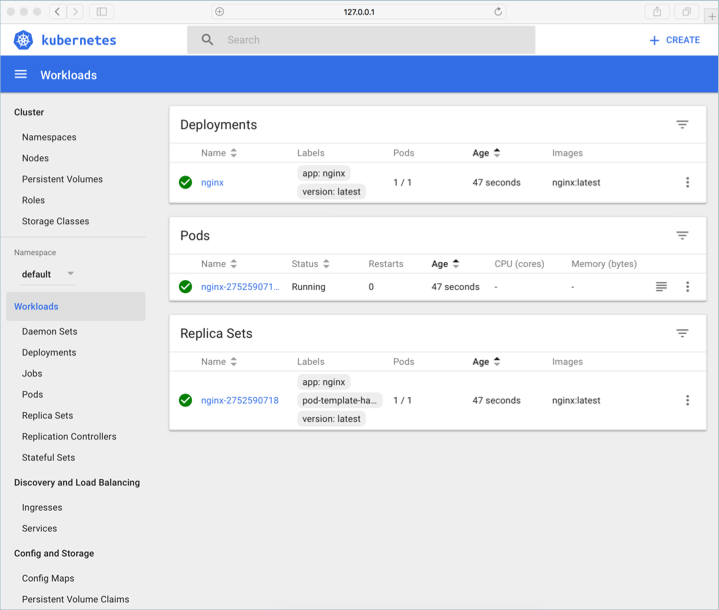 127.0.0.1
kubernetes
Search
+ CREATE
Workloads
Cluster
Namespaces
Nodes
Persistent Volumes
Roles
Storage Classes
Namespace
default
Workloads
Daemon Sets
Deployments
Jobs
Pods
Replica Sets
Replication Controllers
Stateful Sets
Discovery and Load Balancing
Ingresses
Services
Config and Storage
Config Maps
Persistent Volume Claims
Deployments
Name Labels Pods Age Images
app: nginx
nginx 1 / 1 47 seconds nginx:latest
version: latest
Pods
Name Status Restarts Age CPU (cores) Memory (bytes)
nginx-275259071... Running 0 47 seconds - -
Replica Sets
Name Labels Pods Age Images
app: nginx
nginx-2752590718 pod-template-ha... 1 / 1 47 seconds nginx:latest
version: latest